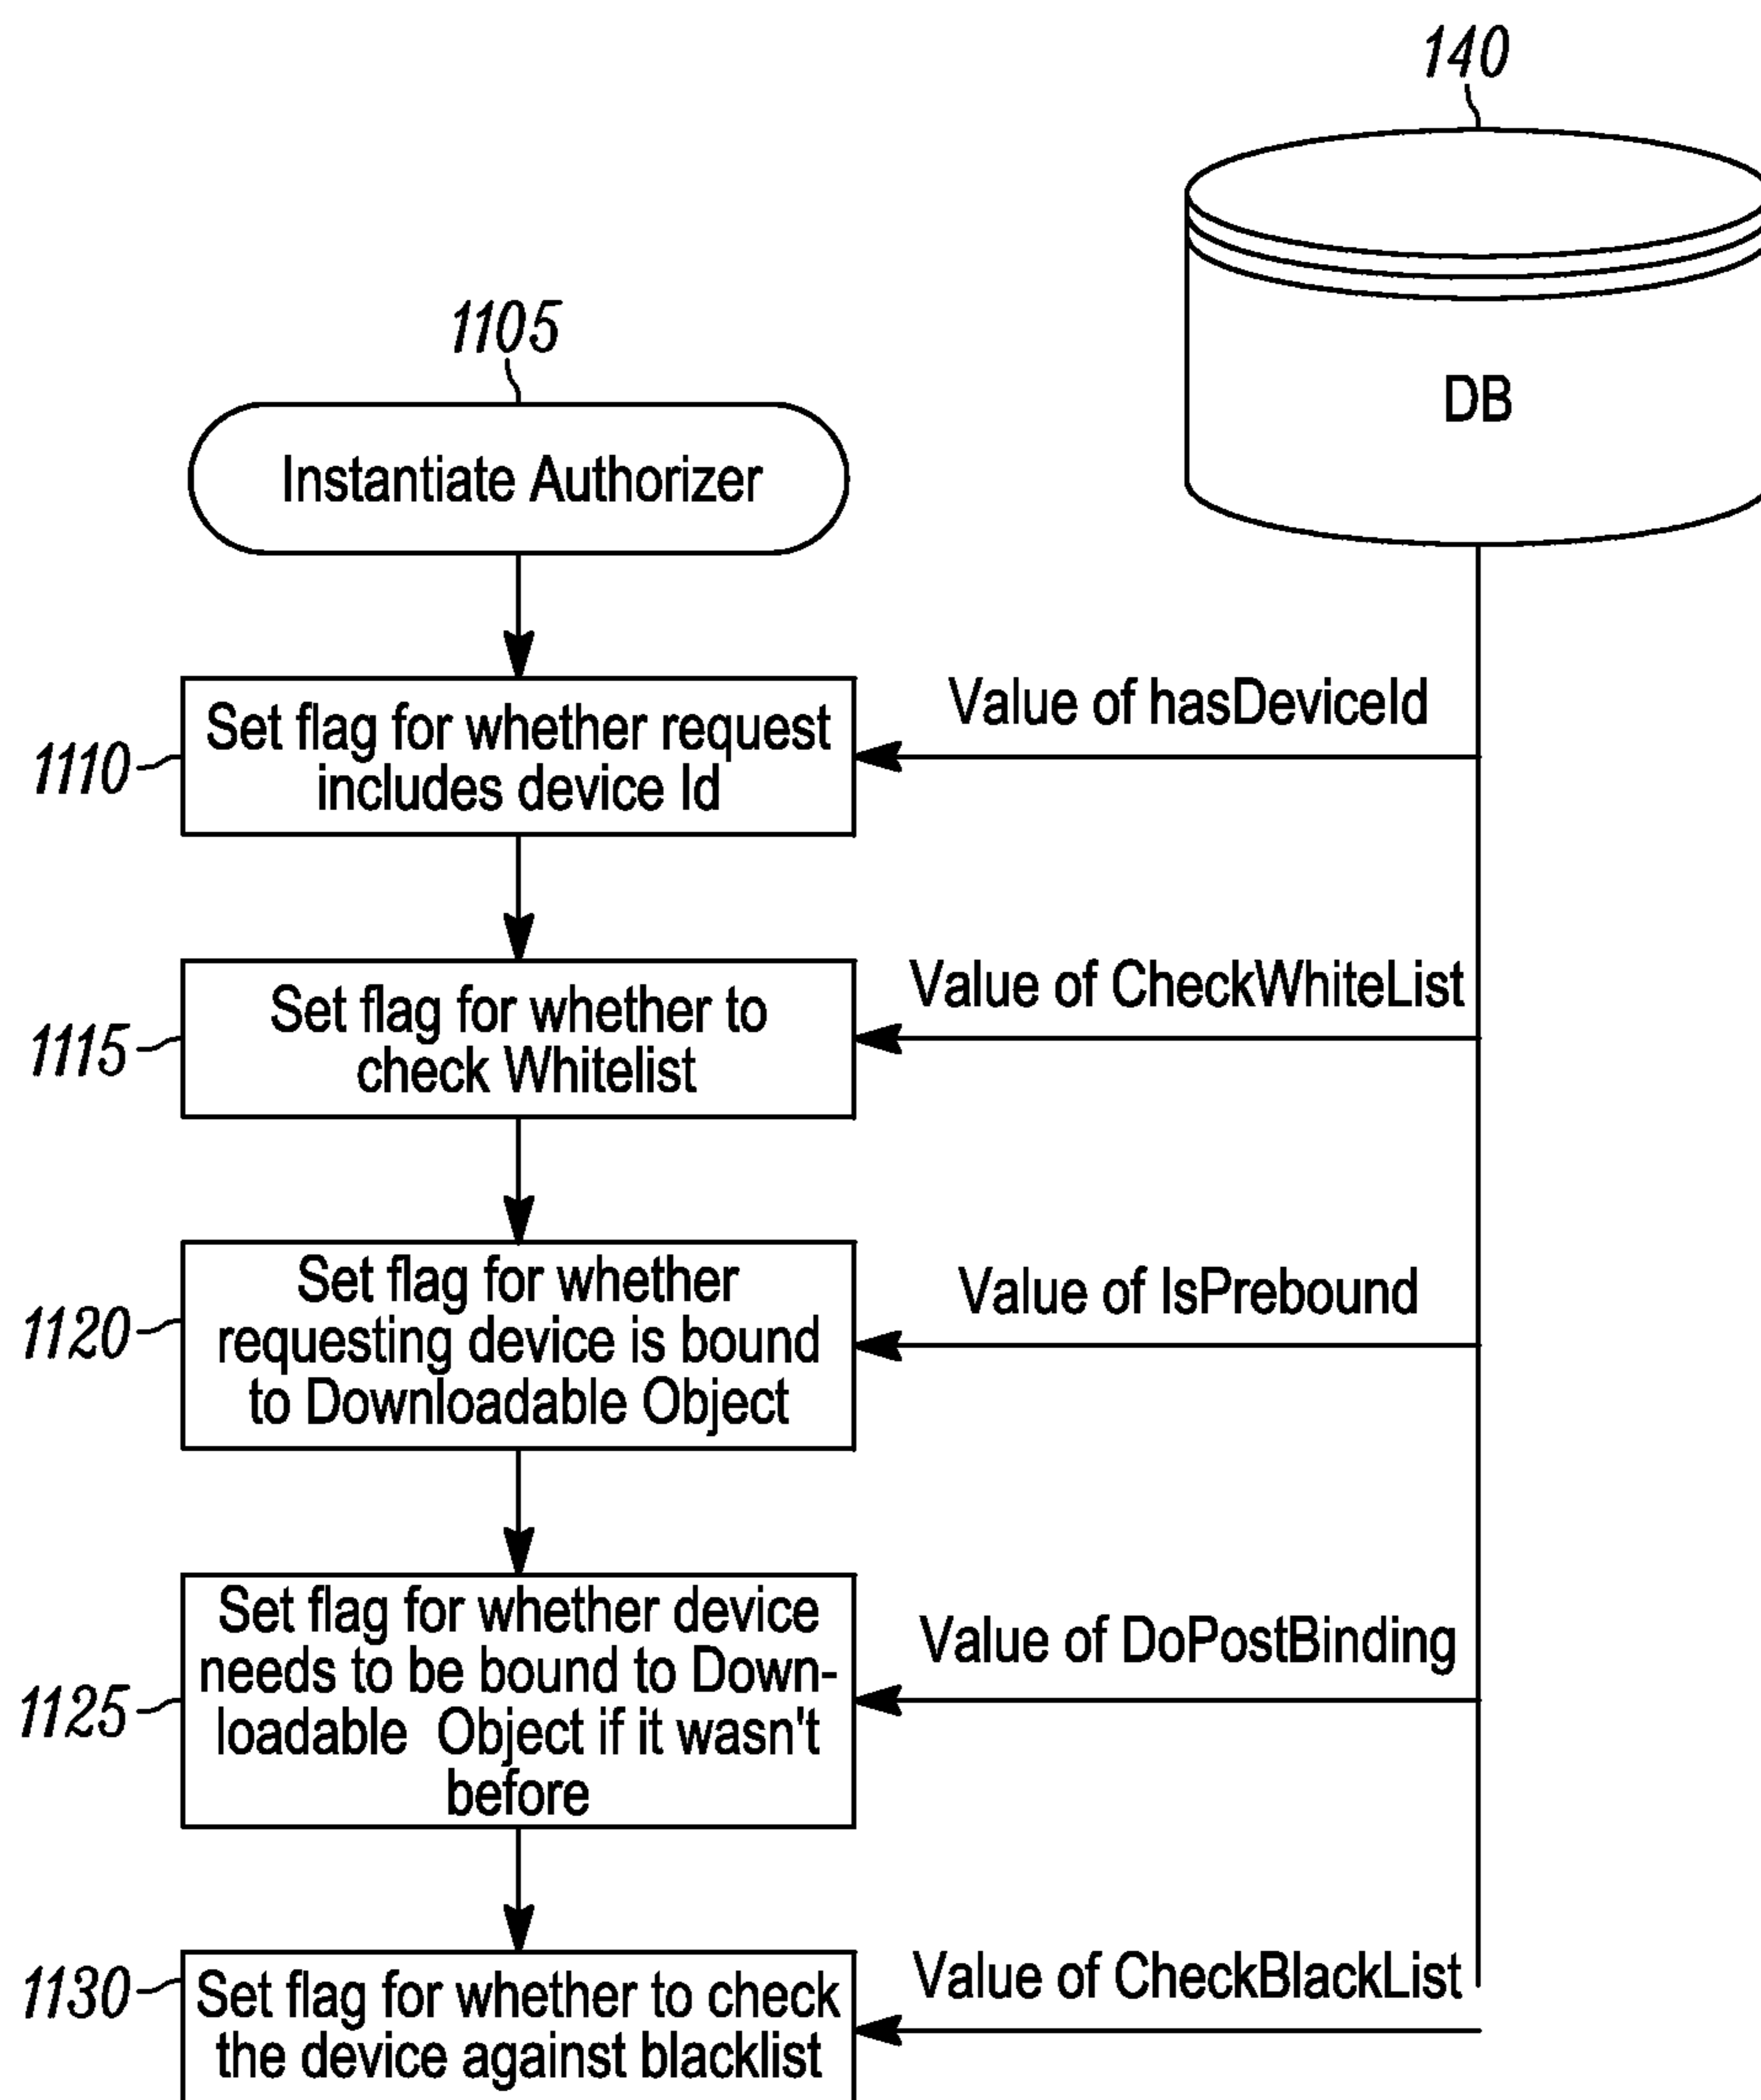 140
DB
1105
Instantiate Authorizer
1110
Set flag for whether request
includes device Id
Value of hasDeviceId
1115
Set flag for whether to
check Whitelist
Value of CheckWhiteList
1120
Set flag for whether
requesting device is bound
to Downloadable Object
Value of IsPrebound
1125
Set flag for whether device
needs to be bound to Down-
loadable Object if it wasn't
before
Value of DoPostBinding
1130
Set flag for whether to check
the device against blacklist
Value of CheckBlackList